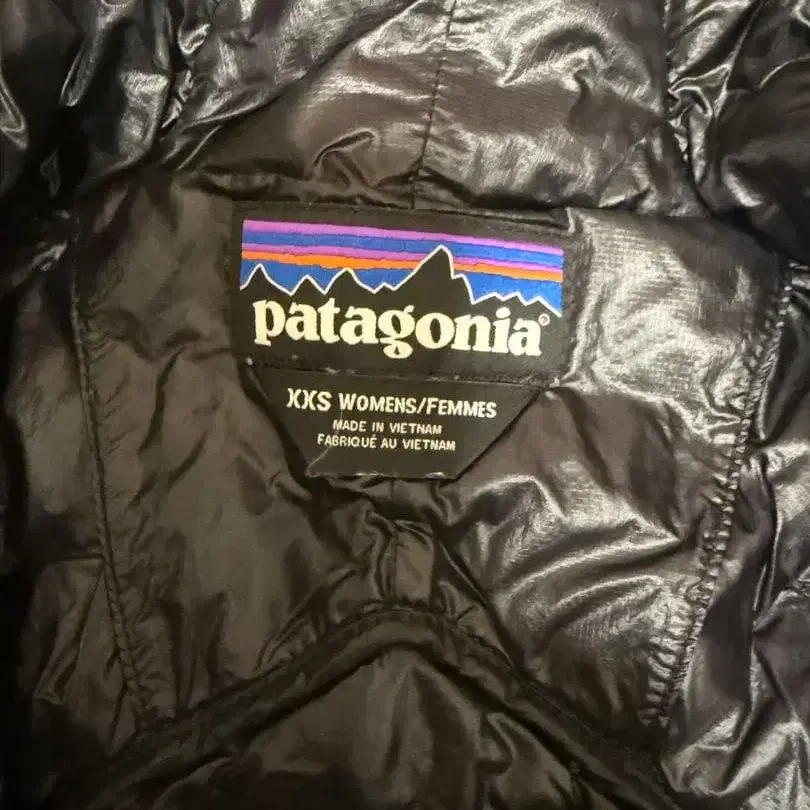 patagonia®
XXS WOMENS/FEMMES
MADE IN VIETNAM
FABRIQUÉ AU VIETNAM